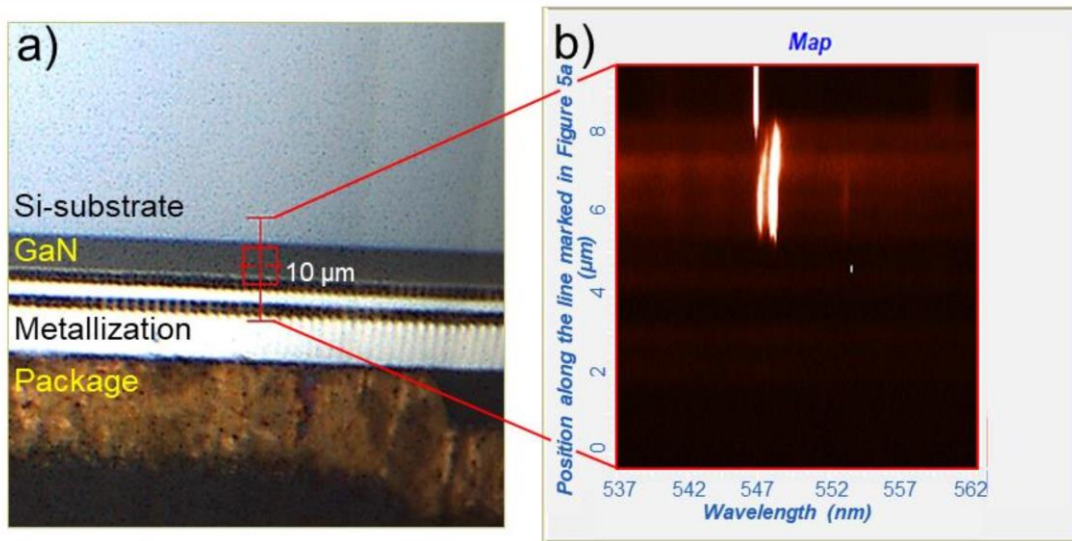 a)
Si-substrate
GaN
10 µm
Metallization
Package
b)
Map
Position along the line marked in Figure 5a
(µm)
8
6
4
2
0
537 542 547 552 557 562
Wavelength (nm)